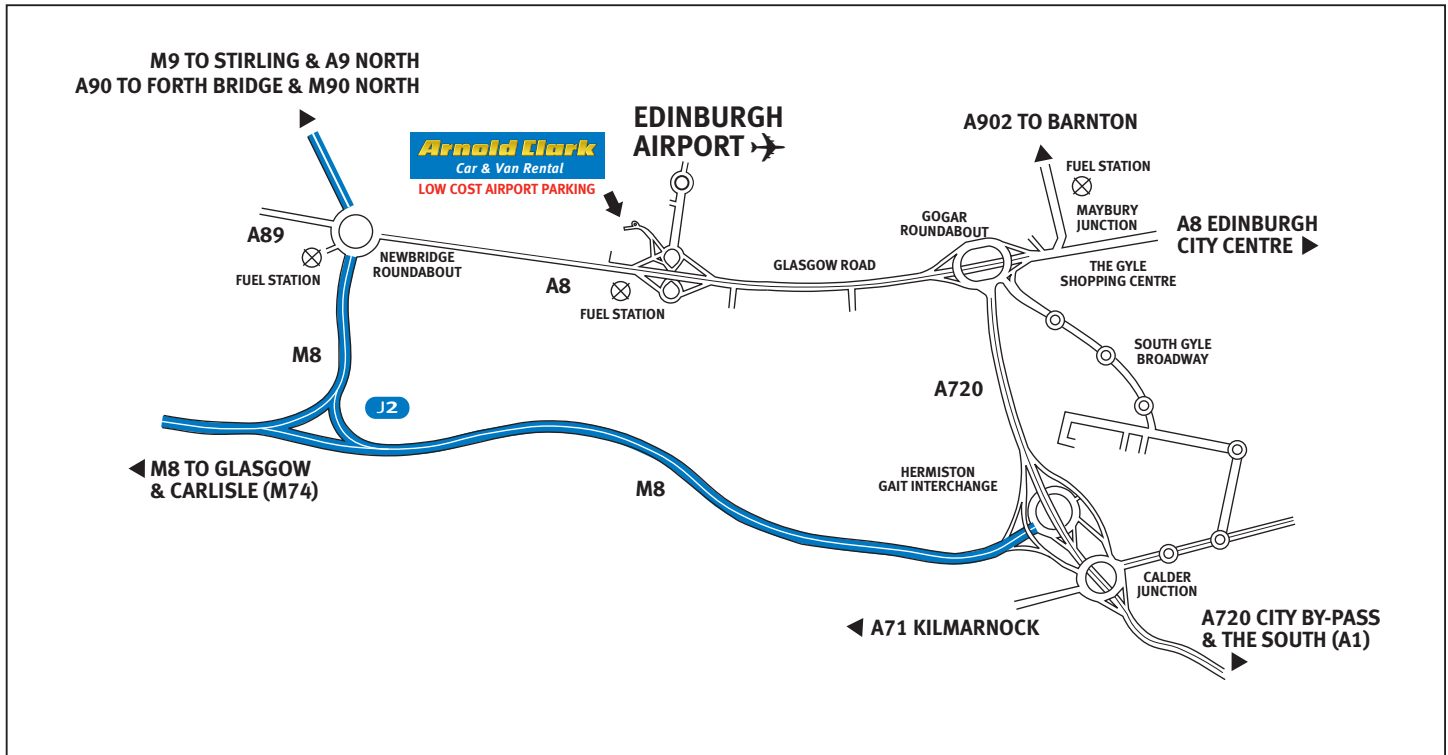 M9 TO STIRLING & A9 NORTH
A90 TO FORTH BRIDGE & M90 NORTH
Arnold Clark
Car & Van Rental
LOW COST AIRPORT PARKING
EDINBURGH
AIRPORT
A902 TO BARNTON
FUEL STATION
MAYBURY
JUNCTION
A8 EDINBURGH
CITY CENTRE
GOGAR
ROUNDABOUT
A89
FUEL STATION
NEWBRIDGE
ROUNDABOUT
A8
FUEL STATION
GLASGOW ROAD
THE GYLE
SHOPPING CENTRE
SOUTH GYLE
BROADWAY
M8
J2
A720
M8 TO GLASGOW
& CARLISLE (M74)
M8
HERMISTON
GAIT INTERCHANGE
CALDER
JUNCTION
A71 KILMARNOCK
A720 CITY BY-PASS
& THE SOUTH (A1)